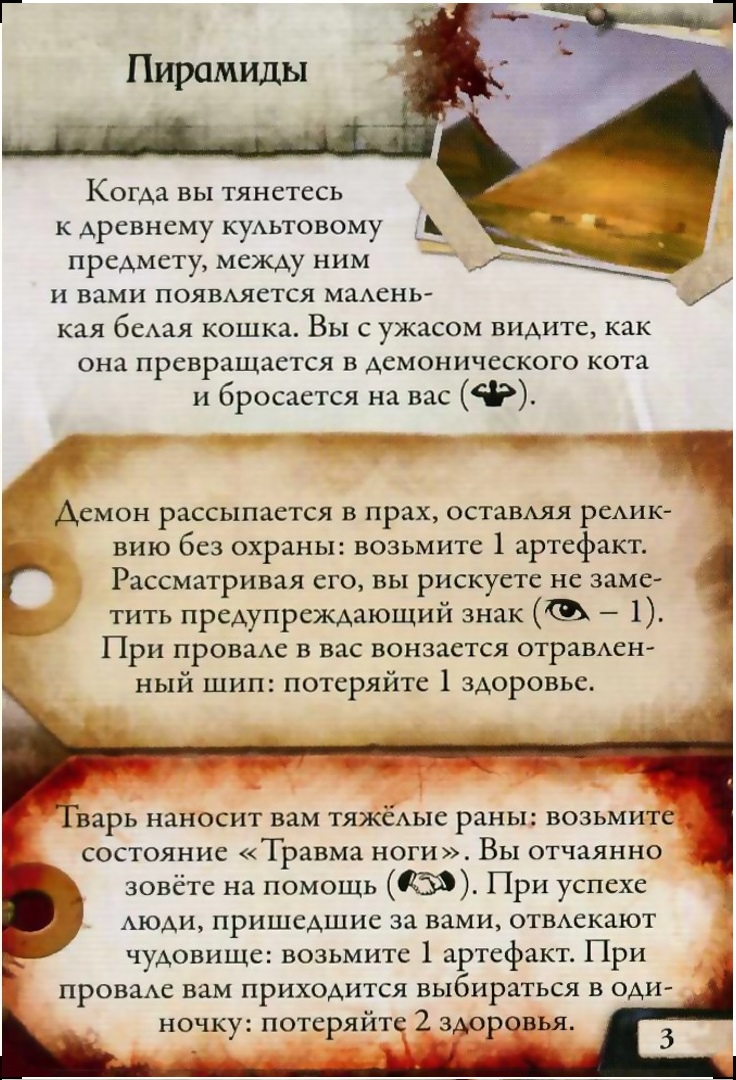 Пирамиды
Когда вы тянетесь
к древнему культовому
предмету, между ним
и вами появляется малень-
кая белая кошка. Вы с ужасом видите, как
она превращается в демонического кота
и бросается на вас ( ).
Демон рассыпается в прах, оставляя релик-
вию без охраны: возьмите 1 артефакт.
Рассматривая его, вы рискуете не заме-
тить предупреждающий знак ( – 1).
При провале в вас вонзается отравлен-
ный шип: потеряйте 1 здоровье.
Тварь наносит вам тяжёлые раны: возьмите
состояние «Травма ноги». Вы отчаянно
зовёте на помощь ( ). При успехе
люди, пришедшие за вами, отвлекают
чудовище: возьмите 1 артефакт. При
провале вам приходится выбираться в оди-
ночку: потеряйте 2 здоровья.
3